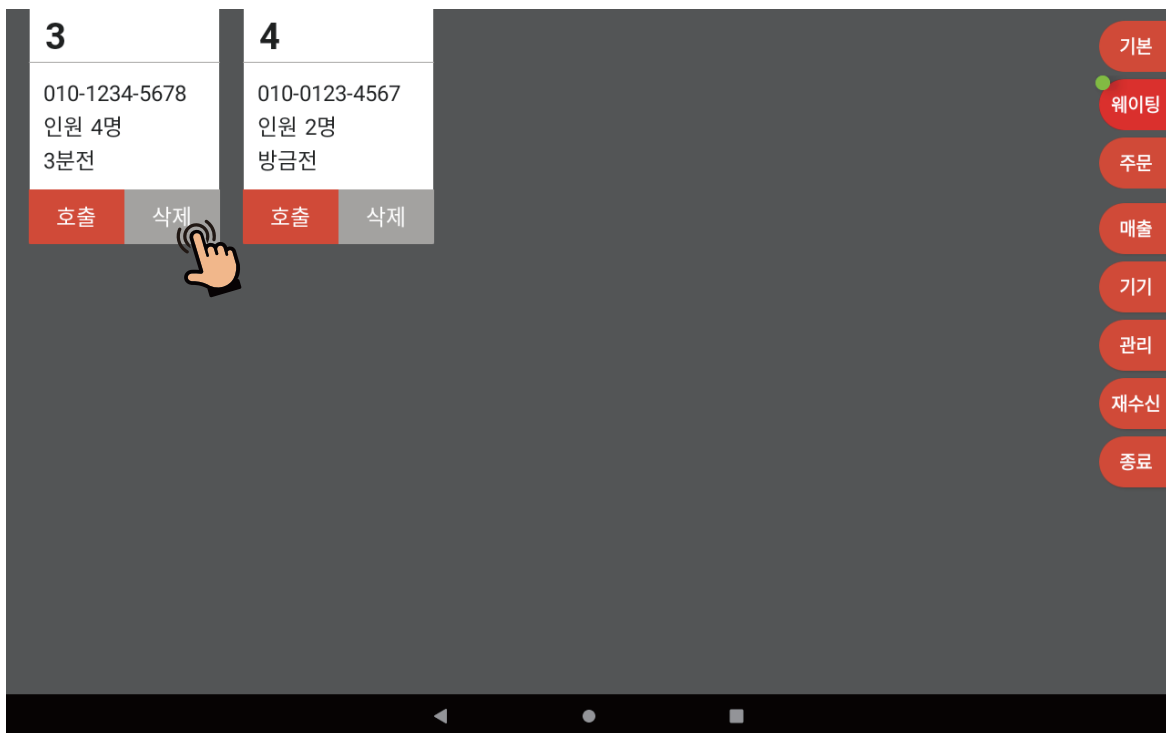 3
010-1234-5678
인원 4명
3분전
호출 삭제
4
010-0123-4567
인원 2명
방금전
호출 삭제
기본
웨이팅
주문
매출
기기
관리
재수신
종료